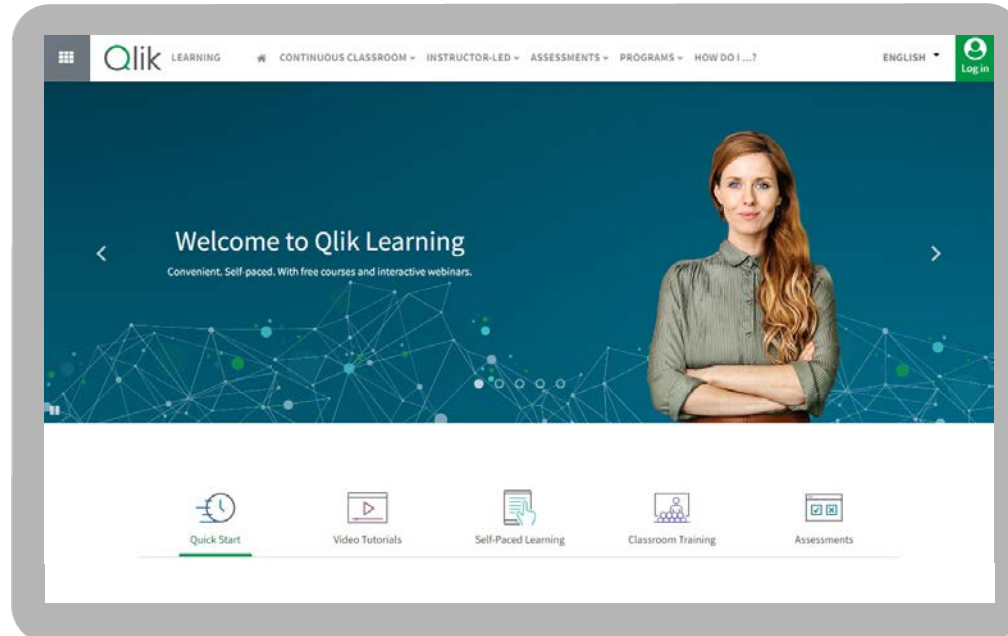 Qlik LEARNING CONTINUOUS CLASSROOM INSTRUCTOR-LED ASSESSMENTS PROGRAMS HOW DO I ...? ENGLISH
Log in
Welcome to Qlik Learning
Convenient. Self-paced. With free courses and interactive webinars.
Quick Start Video Tutorials Self-Paced Learning Classroom Training Assessments